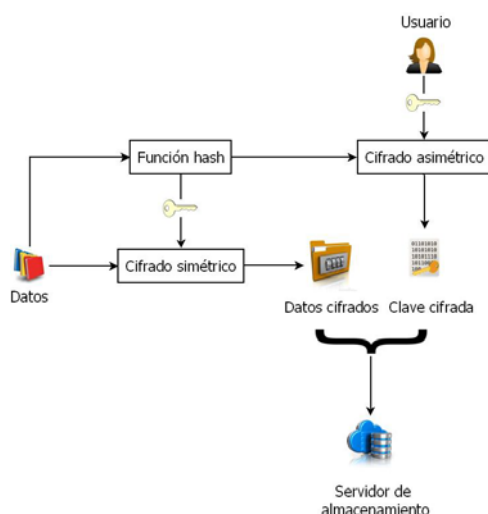 Usuario
Función hash
Cifrado asimétrico
Cifrado simétrico
Datos
Datos cifrados
Clave cifrada
Servidor de
almacenamiento